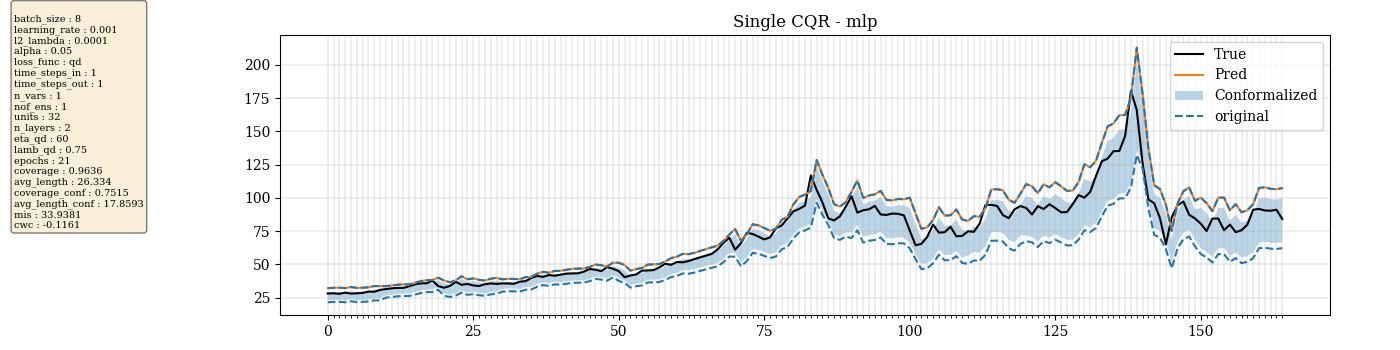 batch_size : 8
learning_rate : 0.001
l2_lambda : 0.0001
alpha : 0.05
loss_func : qd
time_steps_in : 1
time_steps_out : 1
n_vars : 1
nof_ens : 1
units : 32
n_layers : 2
eta_qd : 60
lamb_qd : 0.75
epochs : 21
coverage : 0.9636
avg_length : 26.334
coverage_conf : 0.7515
avg_length_conf : 17.8593
mis : 33.9381
cwc : -0.1161
Single CQR - mlp
True
Pred
Conformalized
original
200
175
150
125
100
75
50
25
0 25 50 75 100 125 150